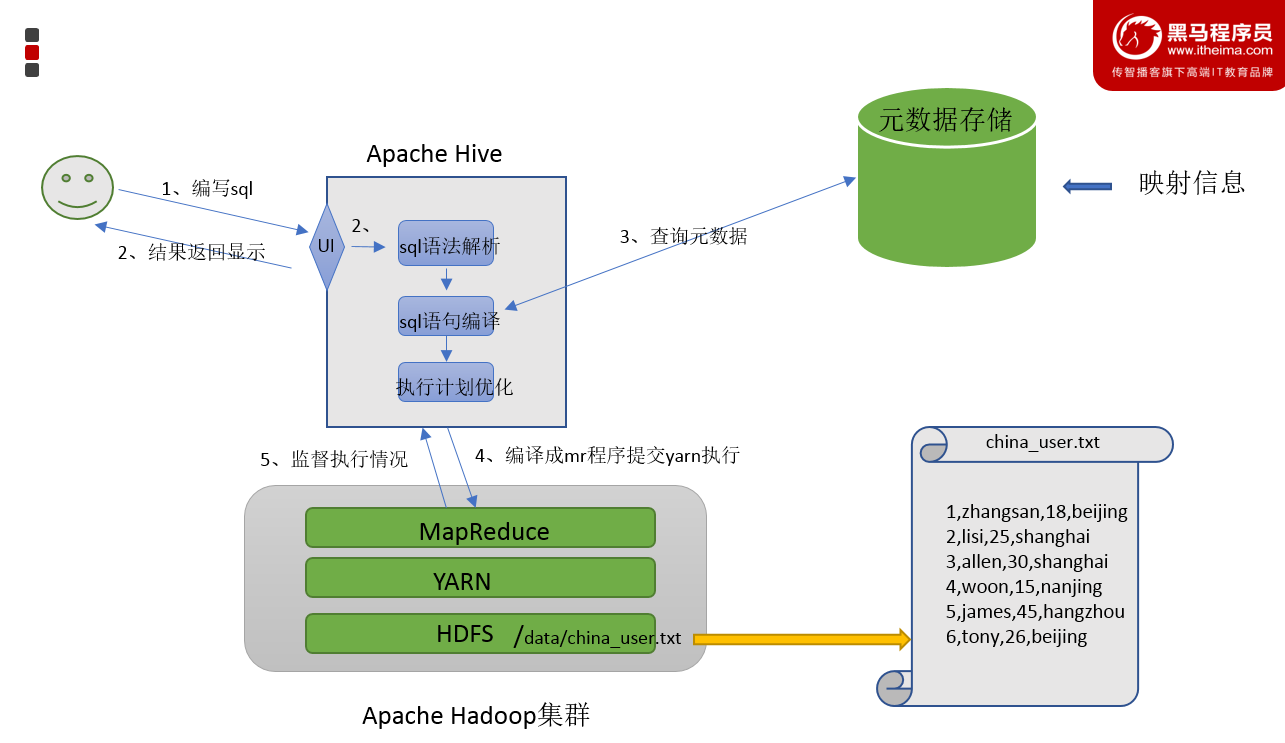 黑马程序员
www.itheima.com
传智播客旗下高端IT教育品牌
元数据存储
映射信息
Apache Hive
1、编写sql
2、结果返回显示
UI
2、
sql语法解析
sql语句编译
执行计划优化
3、查询元数据
5、监督执行情况
4、编译成mr程序提交yarn执行
MapReduce
YARN
HDFS /data/china_user.txt
Apache Hadoop集群
china_user.txt
1,zhangsan,18,beijing
2,lisi,25,shanghai
3,allen,30,shanghai
4,woon,15,nanjing
5,james,45,hangzhou
6,tony,26,beijing